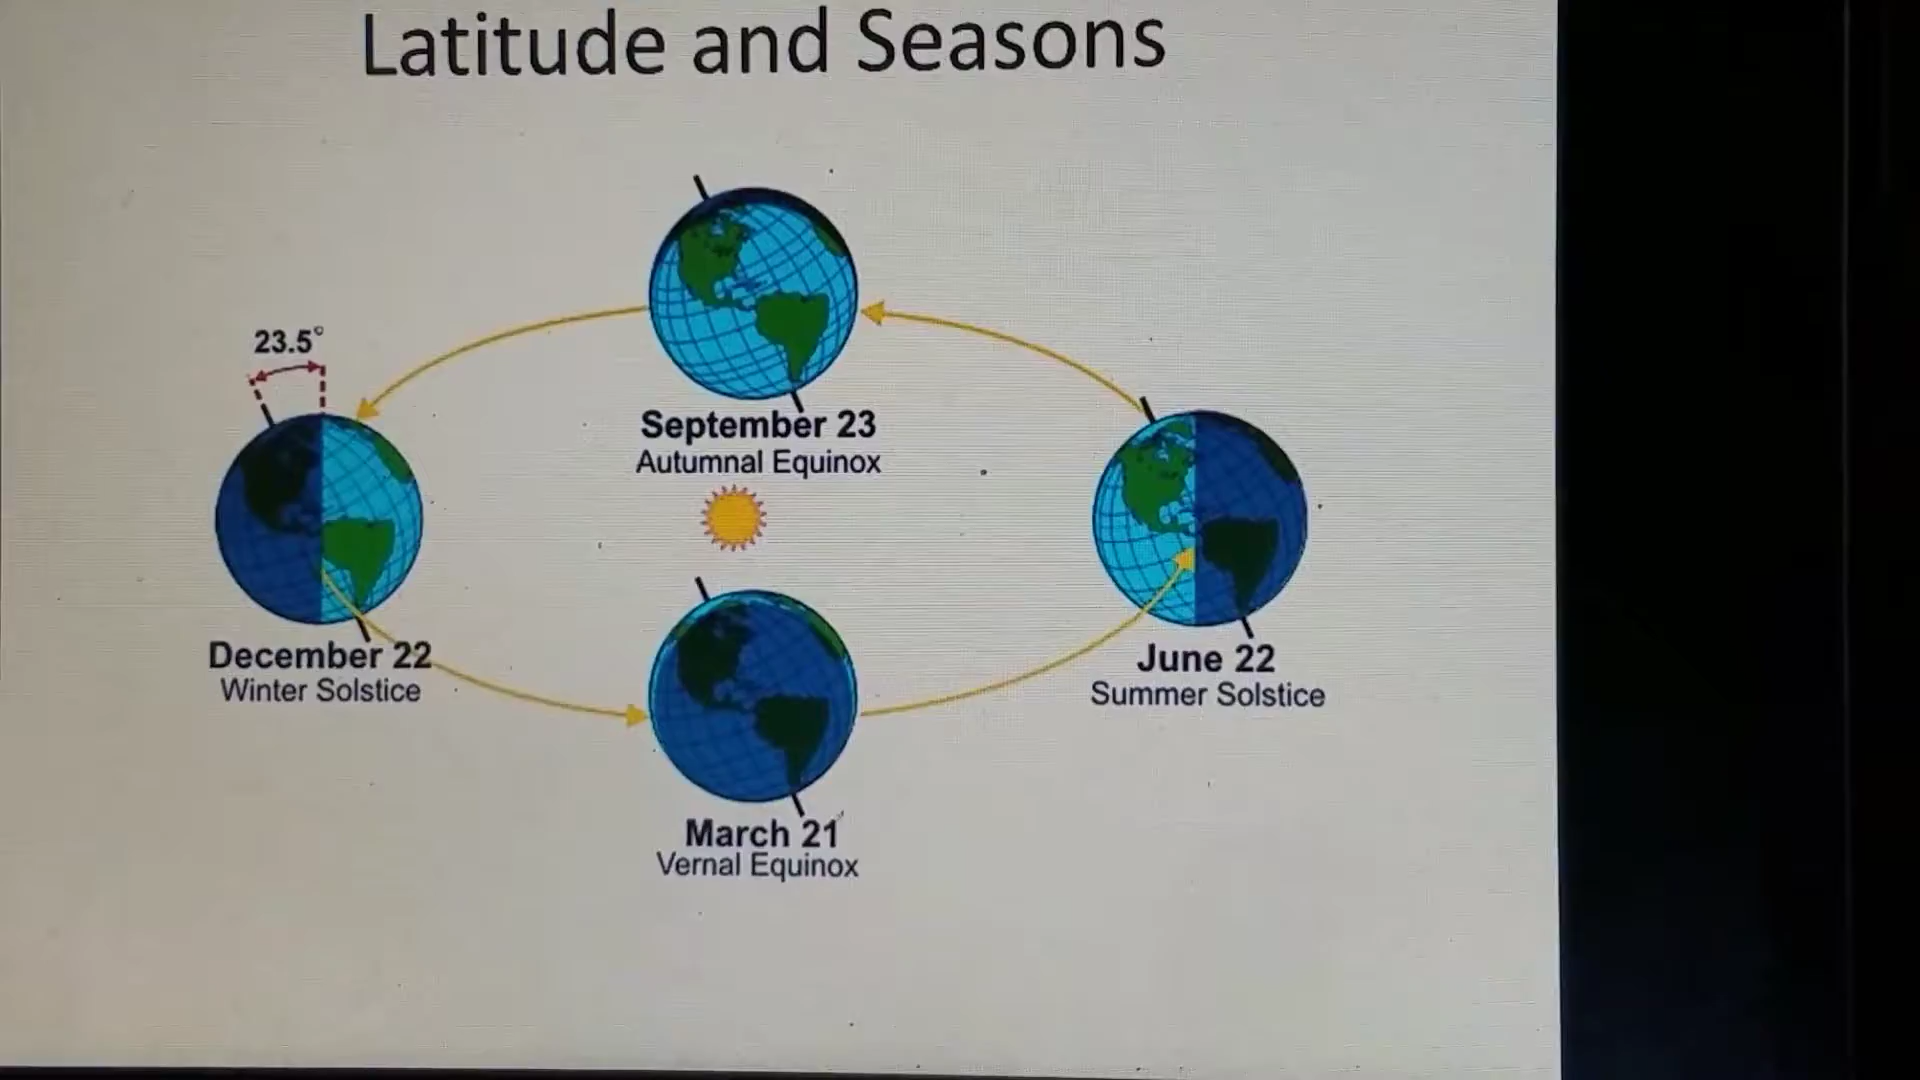 Latitude and Seasons
23.5°
September 23
Autumnal Equinox
December 22
Winter Solstice
June 22
Summer Solstice
March 21
Vernal Equinox